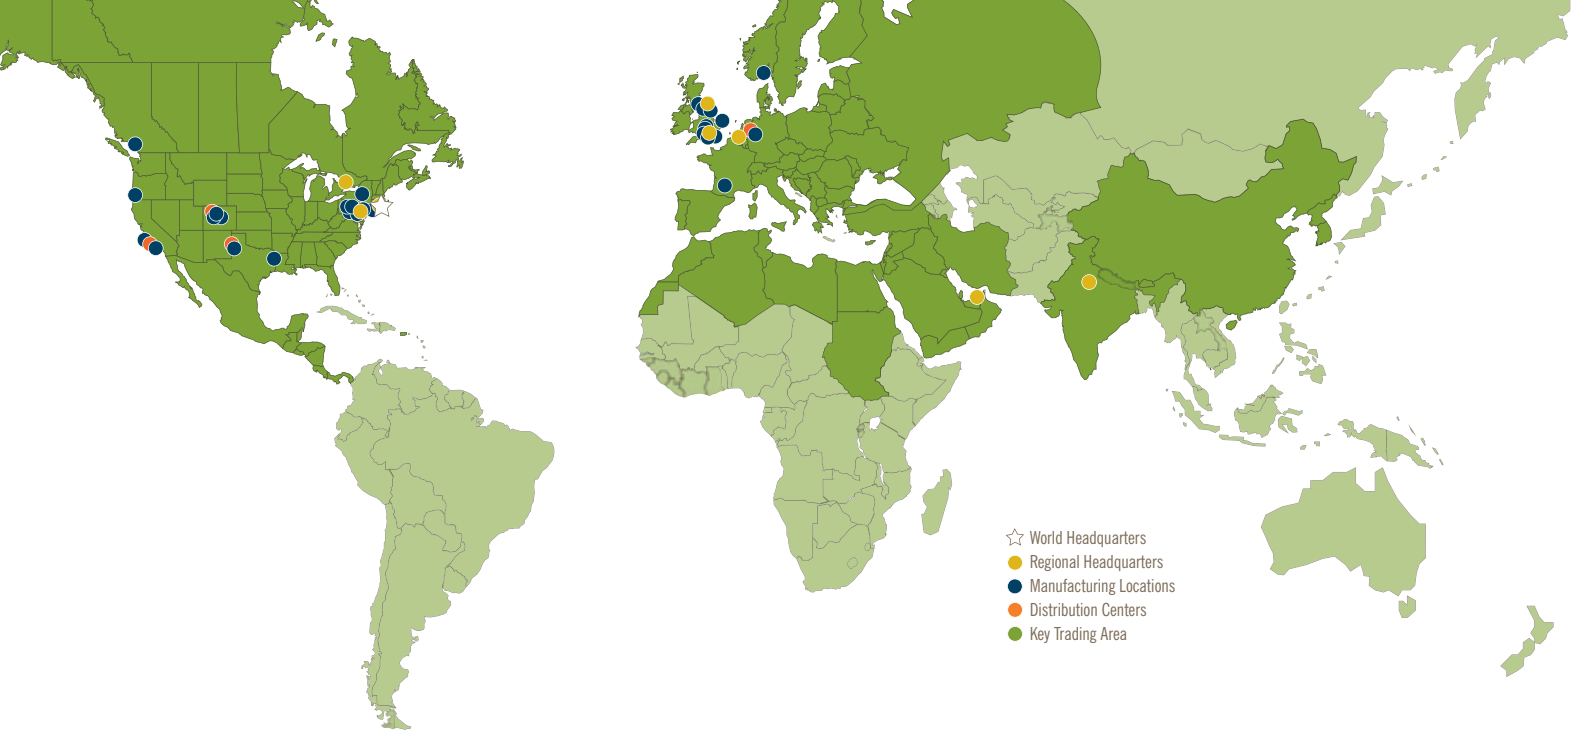 World Headquarters
Regional Headquarters
Manufacturing Locations
Distribution Centers
Key Trading Area